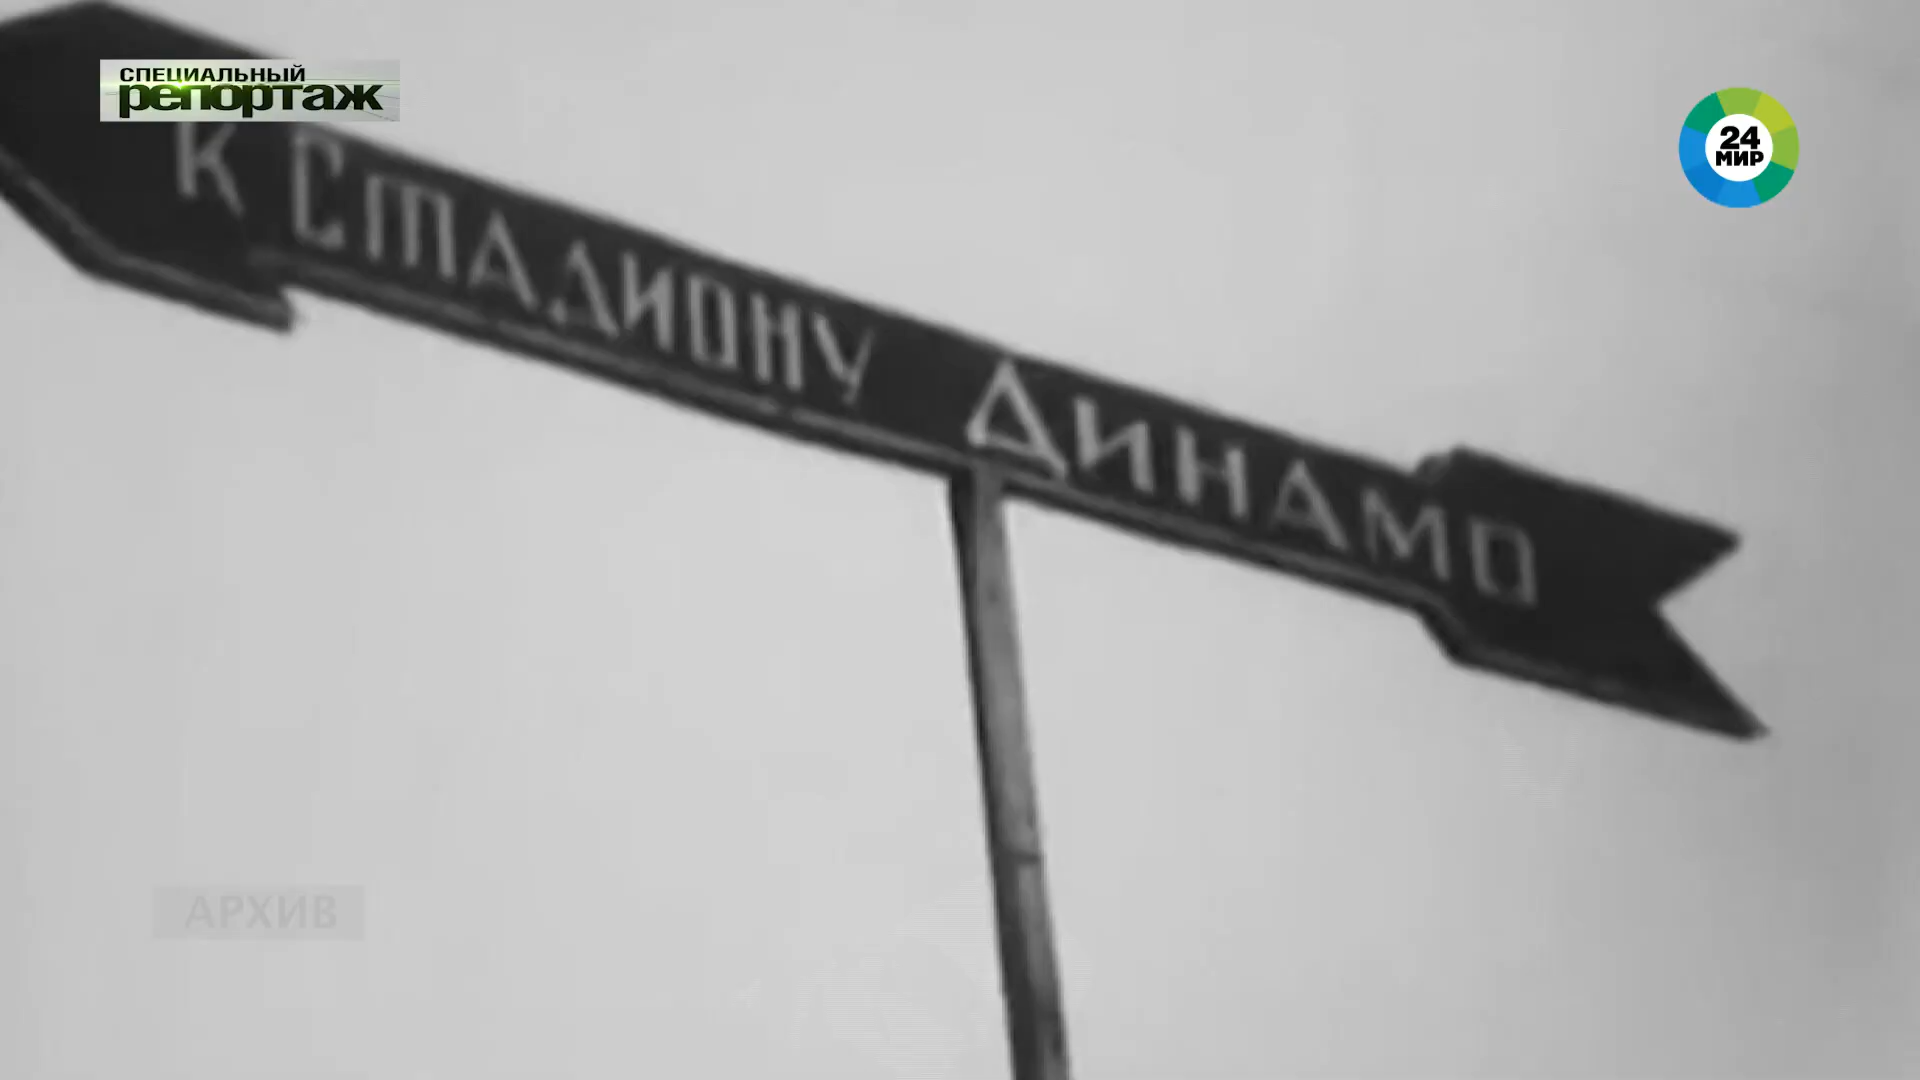 СПЕЦИАЛЬНЫЙ
репортаж
24
МИР
К СТАДИОНУ ДИНАМО
АРХИВ